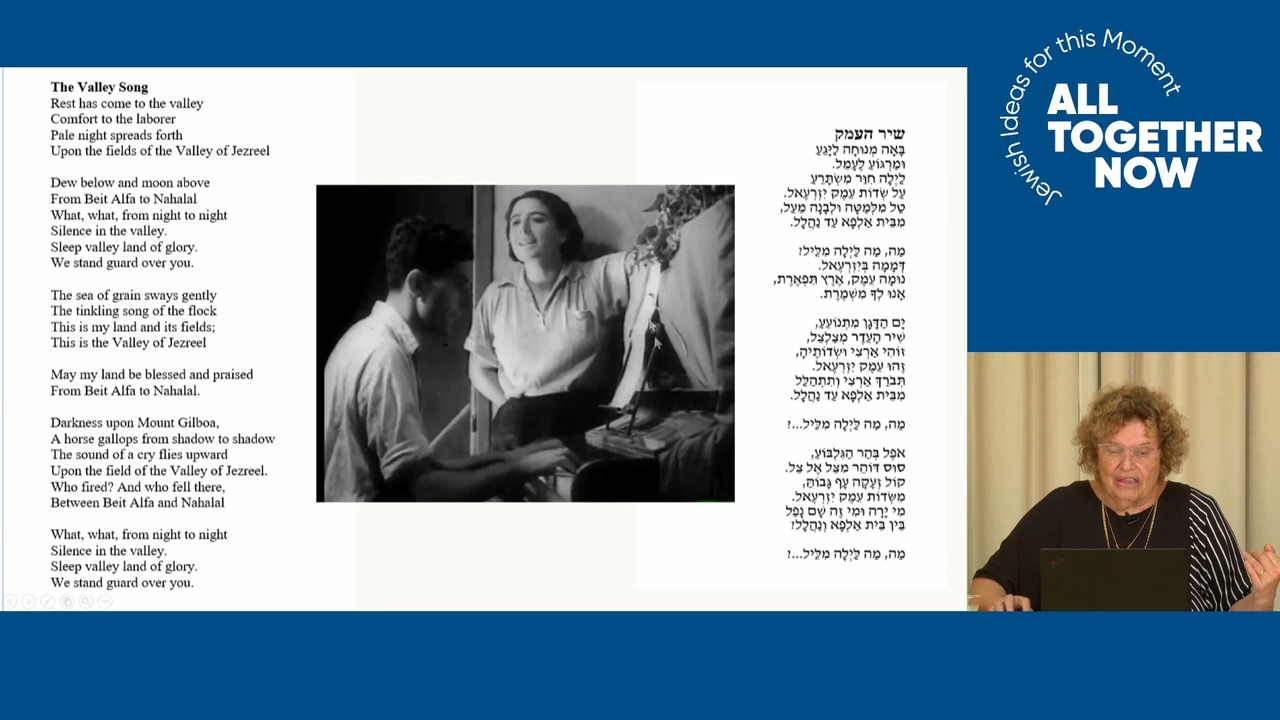 The Valley Song
Rest has come to the valley
Comfort to the laborer
Pale night spreads forth
Upon the fields of the Valley of Jezreel
Dew below and moon above
From Beit Alfa to Nahalal
What, what, from night to night
Silence in the valley.
Sleep valley land of glory.
We stand guard over you.
The sea of grain sways gently
The tinkling song of the flock
This is my land and its fields;
This is the Valley of Jezreel
May my land be blessed and praised
From Beit Alfa to Nahalal.
Darkness upon Mount Gilboa,
A horse gallops from shadow to shadow
The sound of a cry flies upward
Upon the field of the Valley of Jezreel.
Who fired? And who fell there,
Between Beit Alfa and Nahalal
What, what, from night to night
Silence in the valley.
Sleep valley land of glory.
We stand guard over you.
שיר העמק
בָּאָה מְנוּחָה לַיָּגֵעַ
וּמַרְגּוֹעַ לֶעָמֵל.
לַיְלָה חִוֵּר מִשְׂתָּרֵעַ
עַל שְׂדוֹת עֵמֶק יִזְרְעֶאל.
טַל מִלְּמַטָּה וּלְבָנָה מֵעַל,
מִבֵּית אַלְפָא עַד נַהֲלָל.
מַה, מַה לַּיְלָה מִלֵּיל?
דְּמָמָה בְּיִזְרְעֶאל.
נוּמָה עֵמֶק, אֶרֶץ תִּפְאֶרֶת,
אָנוּ לְךָ מִשְׁמֶרֶת.
יָם הַדָּגָן מִתְנוֹעֵעַ,
שִׁיר הָעֵדֶר מְצַלְצֵל,
זוֹהִי אַרְצִי וּשְׂדוֹתֶיהָ,
זֶהוּ עֵמֶק יִזְרְעֶאל.
תְּבֹרַךְ אַרְצִי וְתִתְהַלַּל
מִבֵּית אַלְפָא עַד נַהֲלָל.
מַה, מַה לַּיְלָה מִלֵּיל...?
אֹפֶל בְּהַר הַגִּלְבּוֹעַ,
סוּס דּוֹהֵר מִצֵּל אֶל צֵל.
קוֹל זְעָקָה עָף גָּבוֹהַּ,
מִשְּׂדוֹת עֵמֶק יִזְרְעֶאל.
מִי יָרָה וּמִי זֶה שָׁם נָפַל
בֵּין בֵּית אַלְפָא וְנַהֲלָל?
מַה, מַה לַּיְלָה מִלֵּיל...?
Jewish Ideas for this Moment
ALL
TOGETHER
NOW